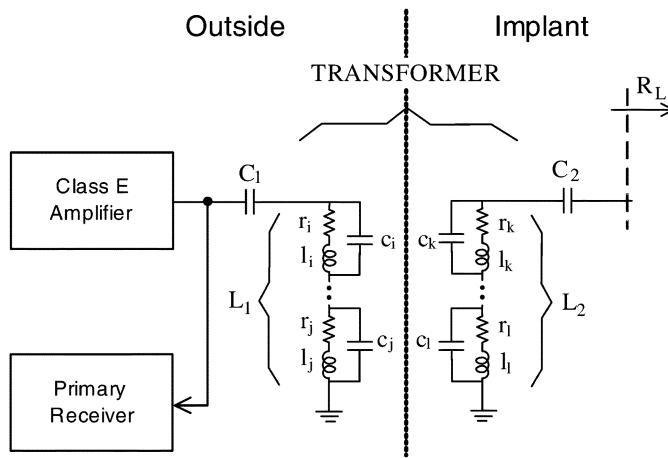 Outside
Implant
TRANSFORMER
R_L
Class E
Amplifier
C_1
C_2
r_i
c_i
l_i
r_k
c_k
l_k
L_1
L_2
r_j
c_j
l_j
r_l
c_l
l_l
Primary
Receiver